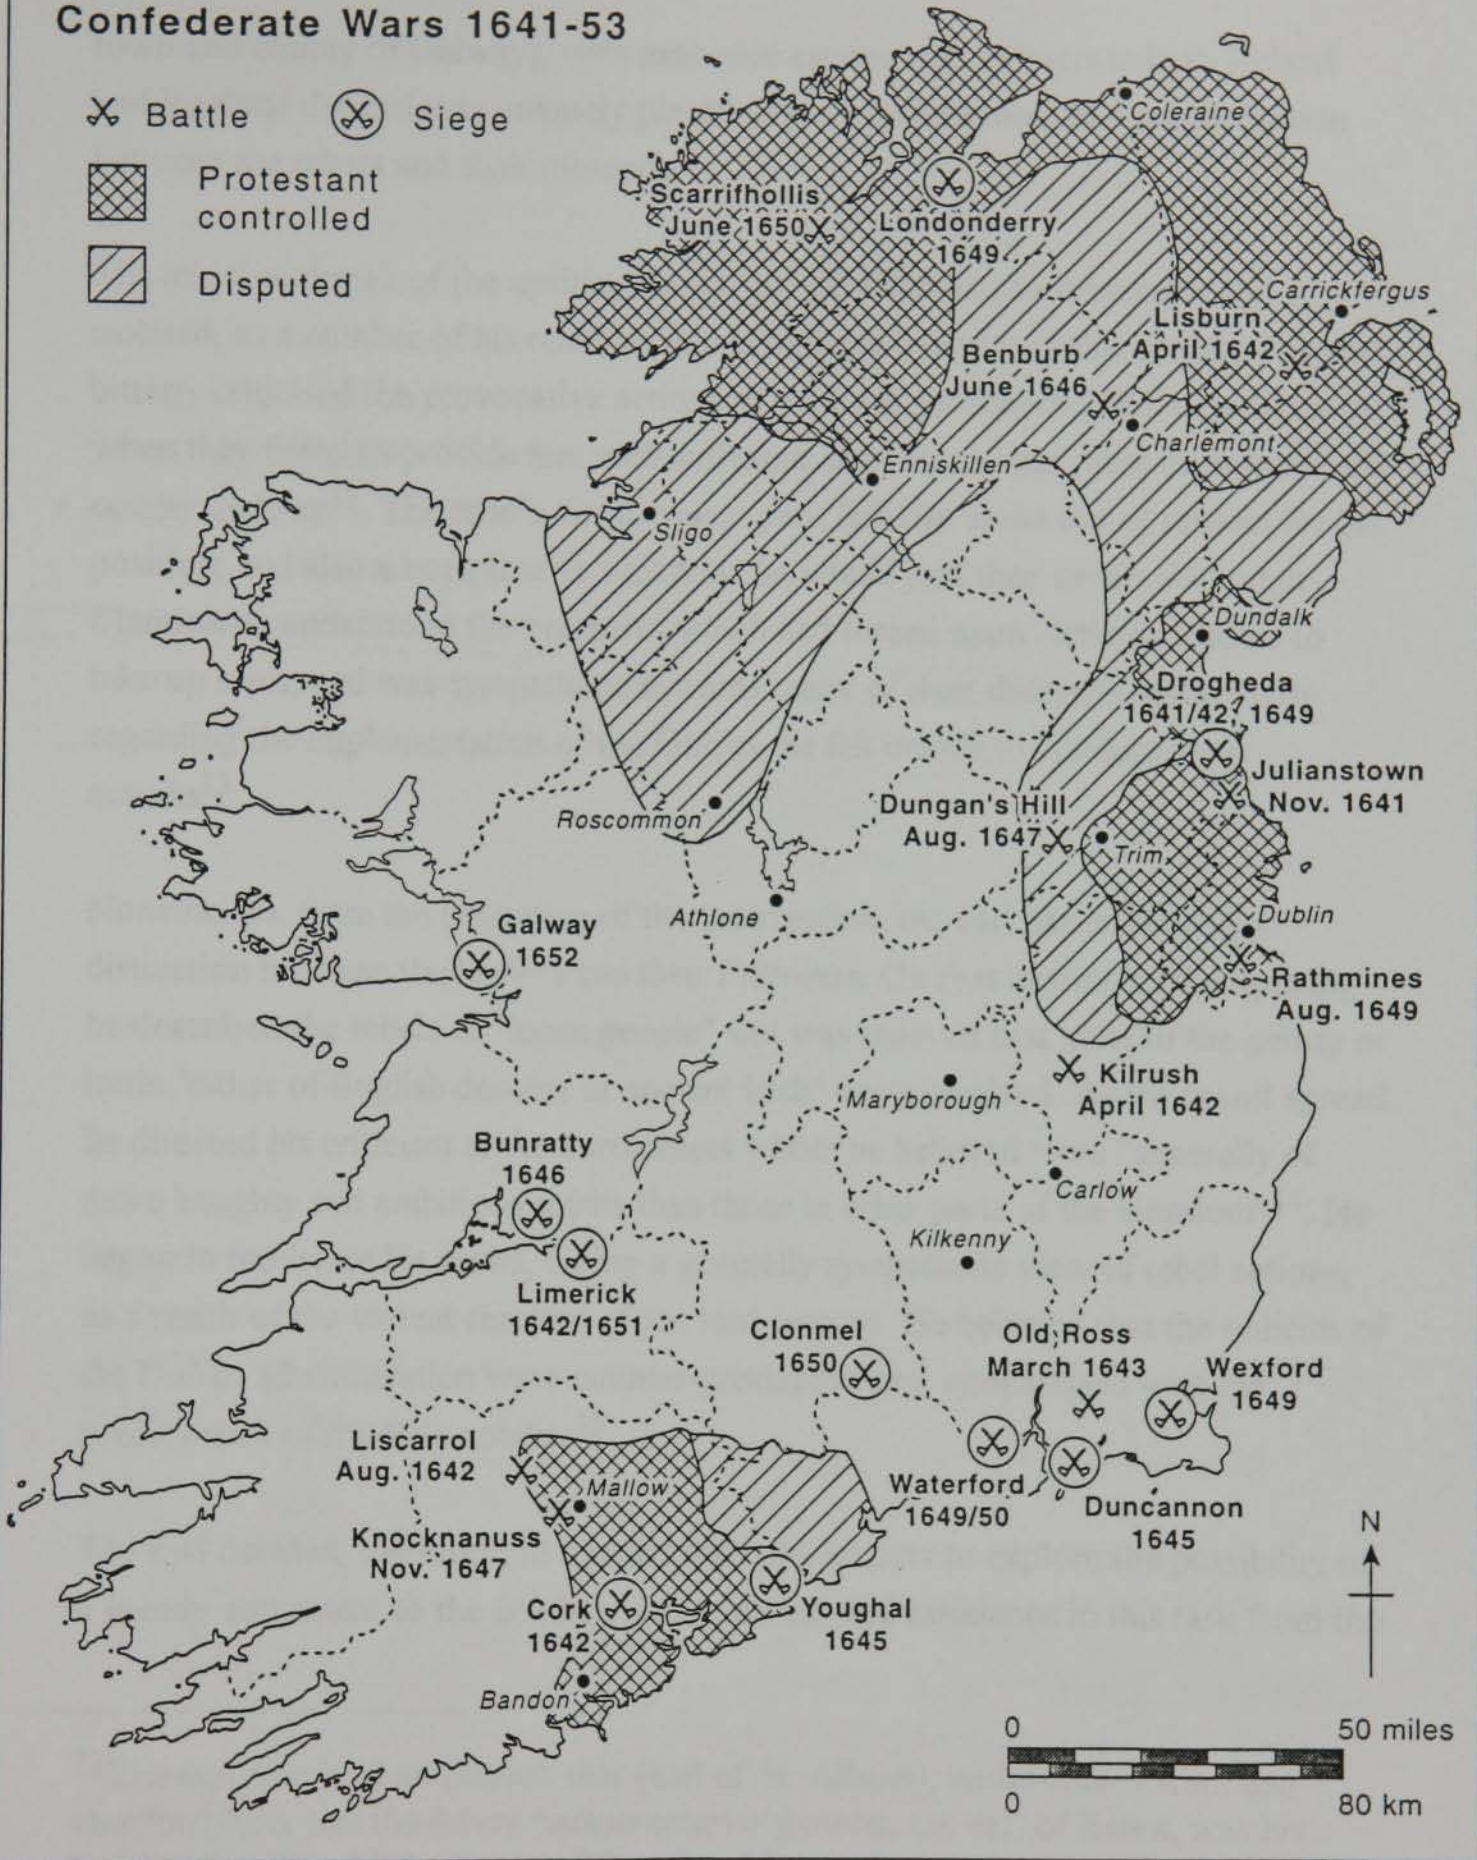 Confederate Wars 1641-53
Battle
Siege
Protestant
controlled
Disputed
Coleraine
Scarrifhollis
June 1650
Londonderry
1649
Carrickfergus
Lisburn
April 1642
Benburb
June 1646
Charlemont
Enniskillen
Sligo
Dundalk
Drogheda
1641/42, 1649
Julianstown
Nov. 1641
Dungan's Hill
Aug. 1647
Roscommon
Trim
Athlone
Dublin
Galway
1652
Rathmines
Aug. 1649
Kilrush
April 1642
Maryborough
Bunratty
1646
Carlow
Kilkenny
Limerick
1642/1651
Clonmel
1650
Old Ross
March 1643
Wexford
1649
Liscarrol
Aug. 1642
Mallow
Waterford
1649/50
Duncannon
1645
Knocknanuss
Nov. 1647
Cork
1642
Youghal
1645
Bandon
N
0
50 miles
0
80 km